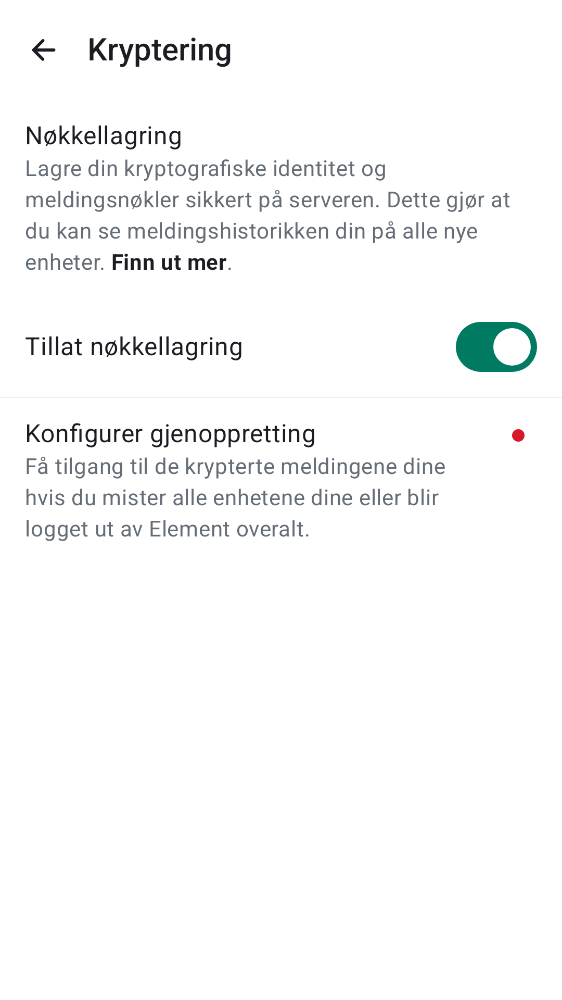 Kryptering
Nøkkellagring
Lagre din kryptografiske identitet og
meldingsnøkler sikkert på serveren. Dette gjør at
du kan se meldingshistorikken din på alle nye
enheter. Finn ut mer.
Tillat nøkkellagring
Konfigurer gjenoppretting
Få tilgang til de krypterte meldingene dine
hvis du mister alle enhetene dine eller blir
logget ut av Element overalt.